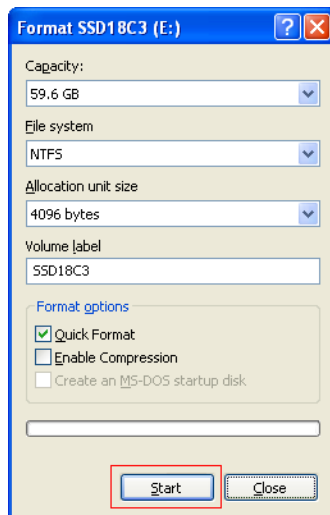 Format SSD18C3 (E:)
Capacity:
59.6 GB
File system
NTFS
Allocation unit size
4096 bytes
Volume label
SSD18C3
Format options
Quick Format
Enable Compression
Create an MS-DOS startup disk
Start
Close